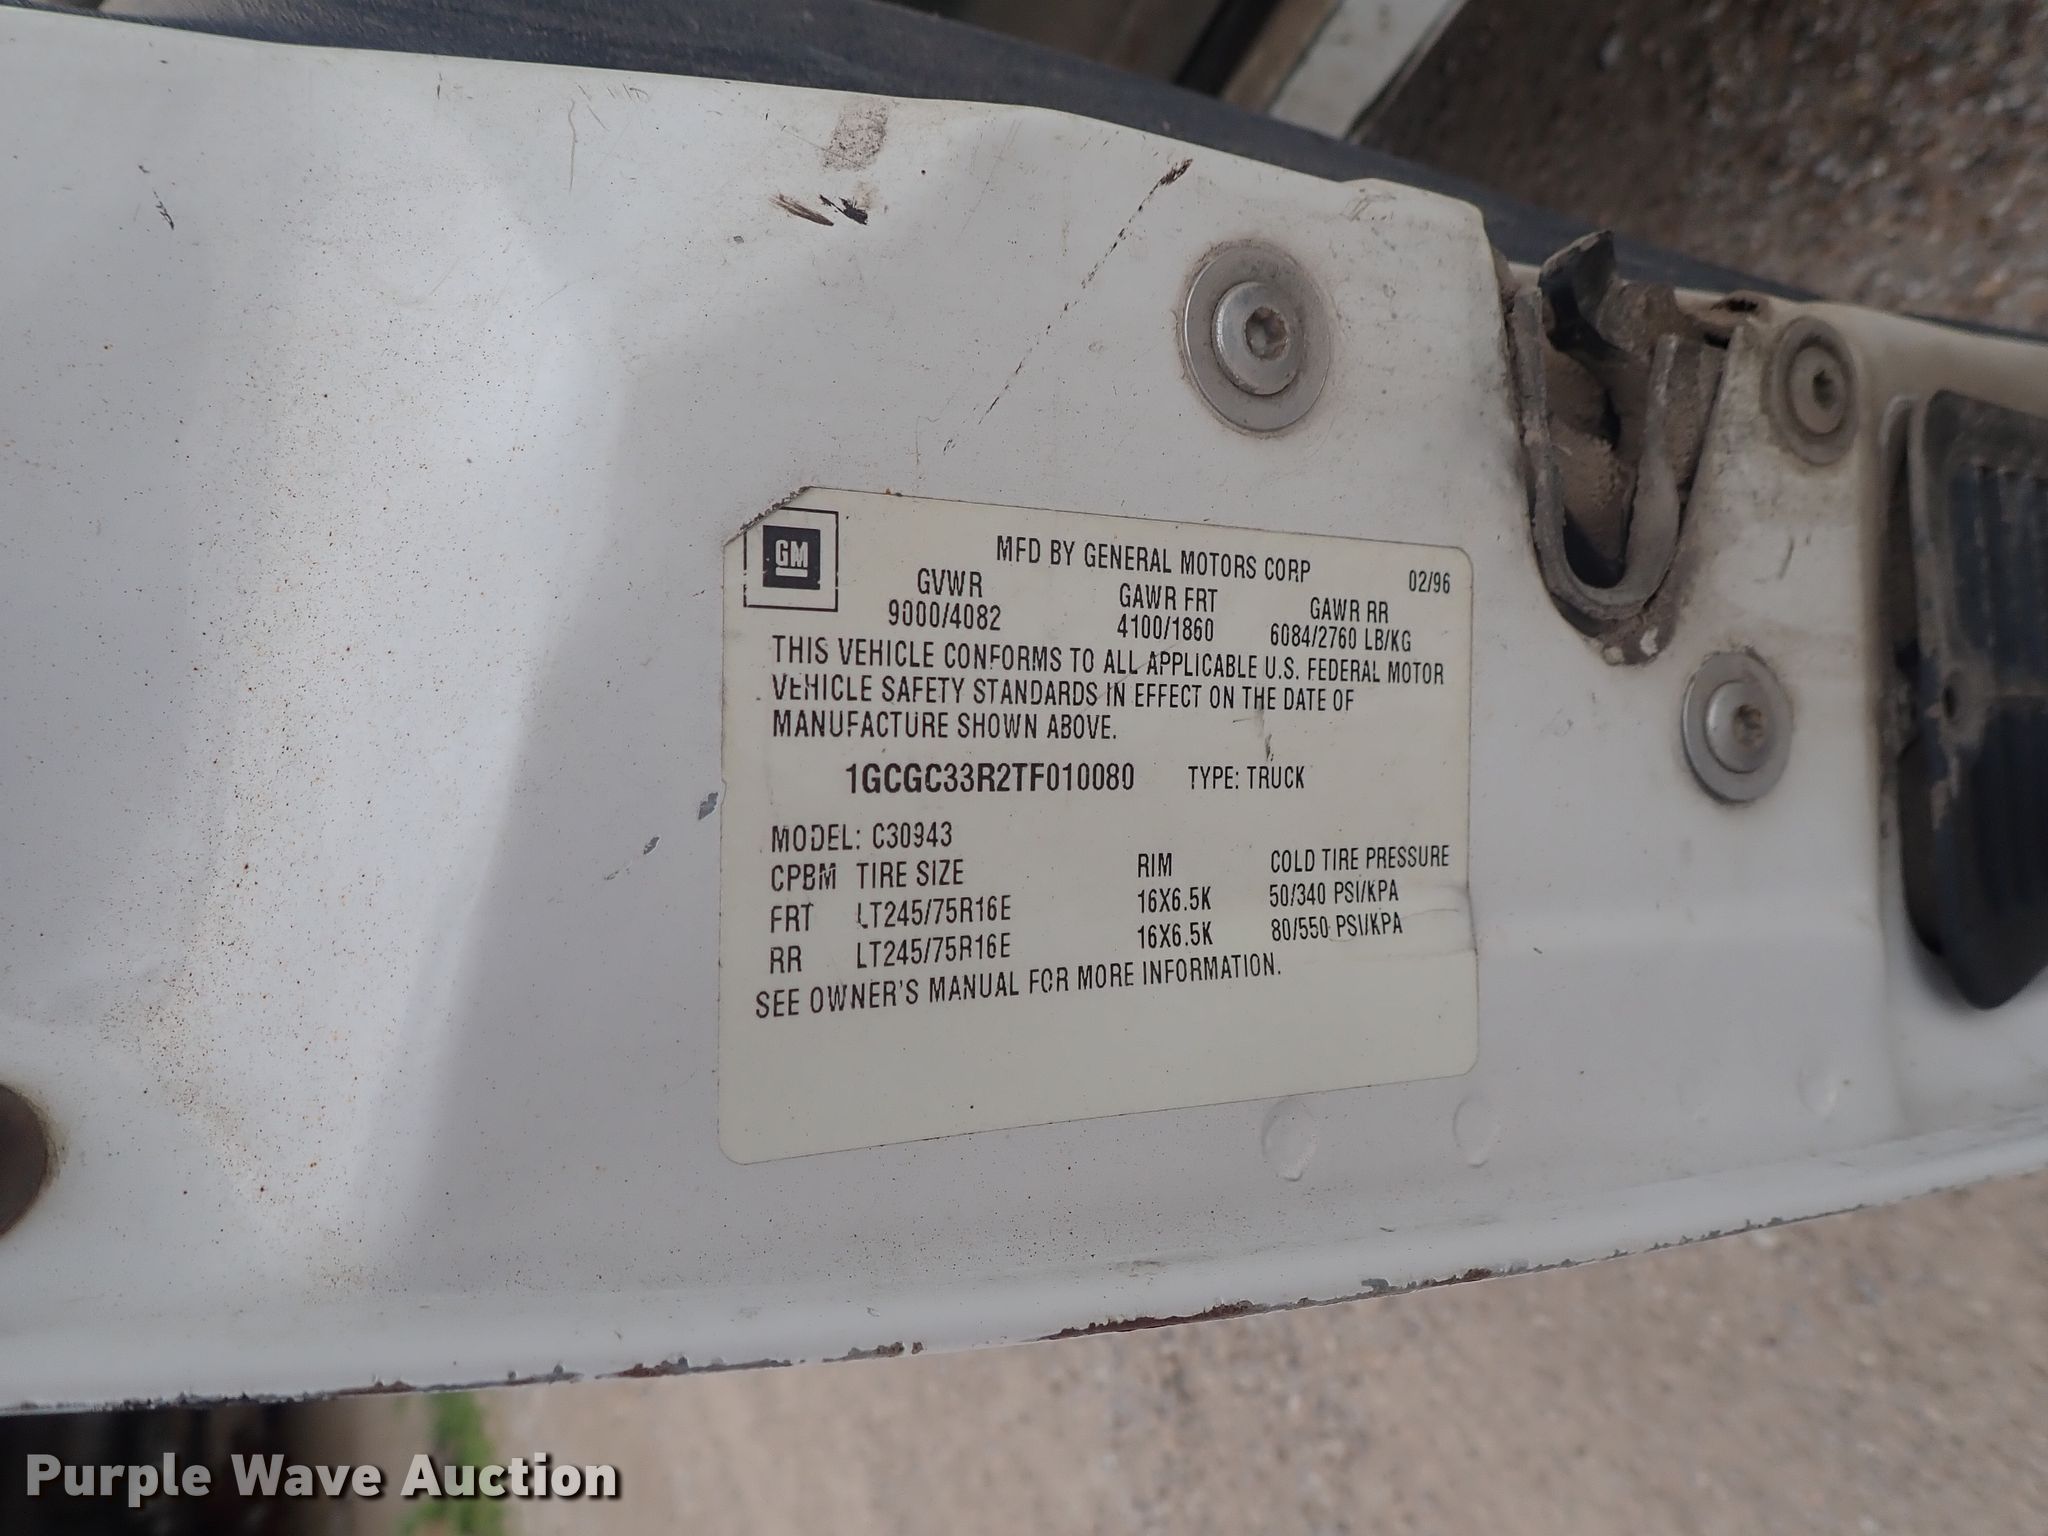 GM
MFD BY GENERAL MOTORS CORP
02/96
GVWR GAWR FRT GAWR RR
9000/4082 4100/1860 6084/2760 LB/KG
THIS VEHICLE CONFORMS TO ALL APPLICABLE U.S. FEDERAL MOTOR
VEHICLE SAFETY STANDARDS IN EFFECT ON THE DATE OF
MANUFACTURE SHOWN ABOVE.
1GCGC33R2TF010080 TYPE: TRUCK
MODEL: C30943
CPBM TIRE SIZE RIM COLD TIRE PRESSURE
FRT LT245/75R16E 16X6.5K 50/340 PSI/KPA
RR LT245/75R16E 16X6.5K 80/550 PSI/KPA
SEE OWNER'S MANUAL FOR MORE INFORMATION.
Purple Wave Auction